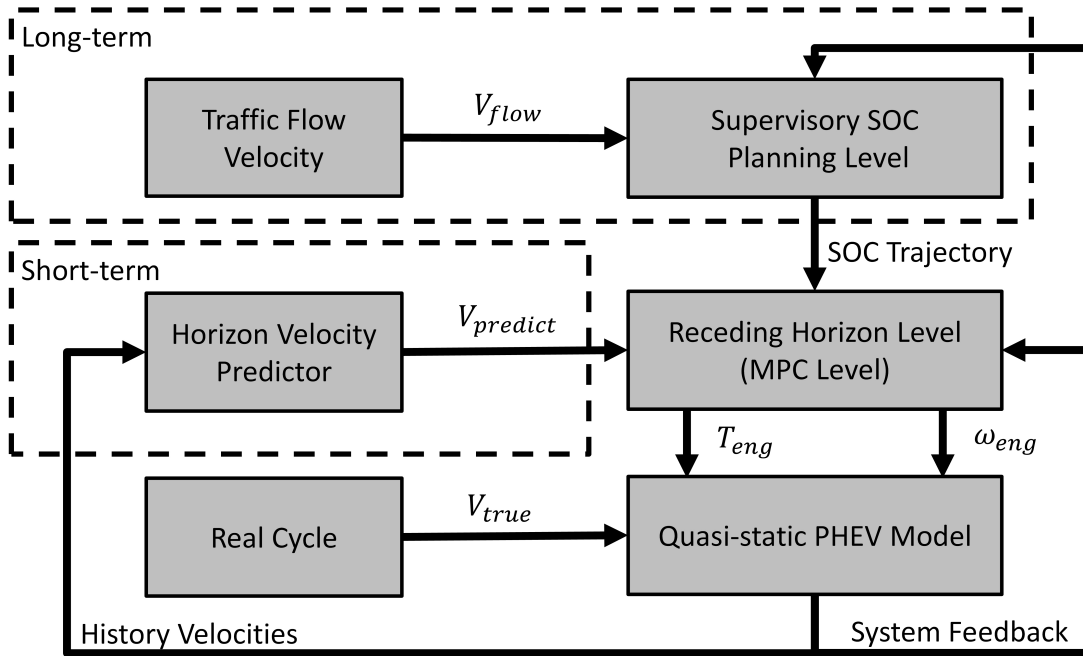 Long-term
Traffic Flow
Velocity
V_flow
Supervisory SOC
Planning Level
SOC Trajectory
Short-term
Horizon Velocity
Predictor
V_predict
Receding Horizon Level
(MPC Level)
T_eng
ω_eng
Real Cycle
V_true
Quasi-static PHEV Model
History Velocities
System Feedback